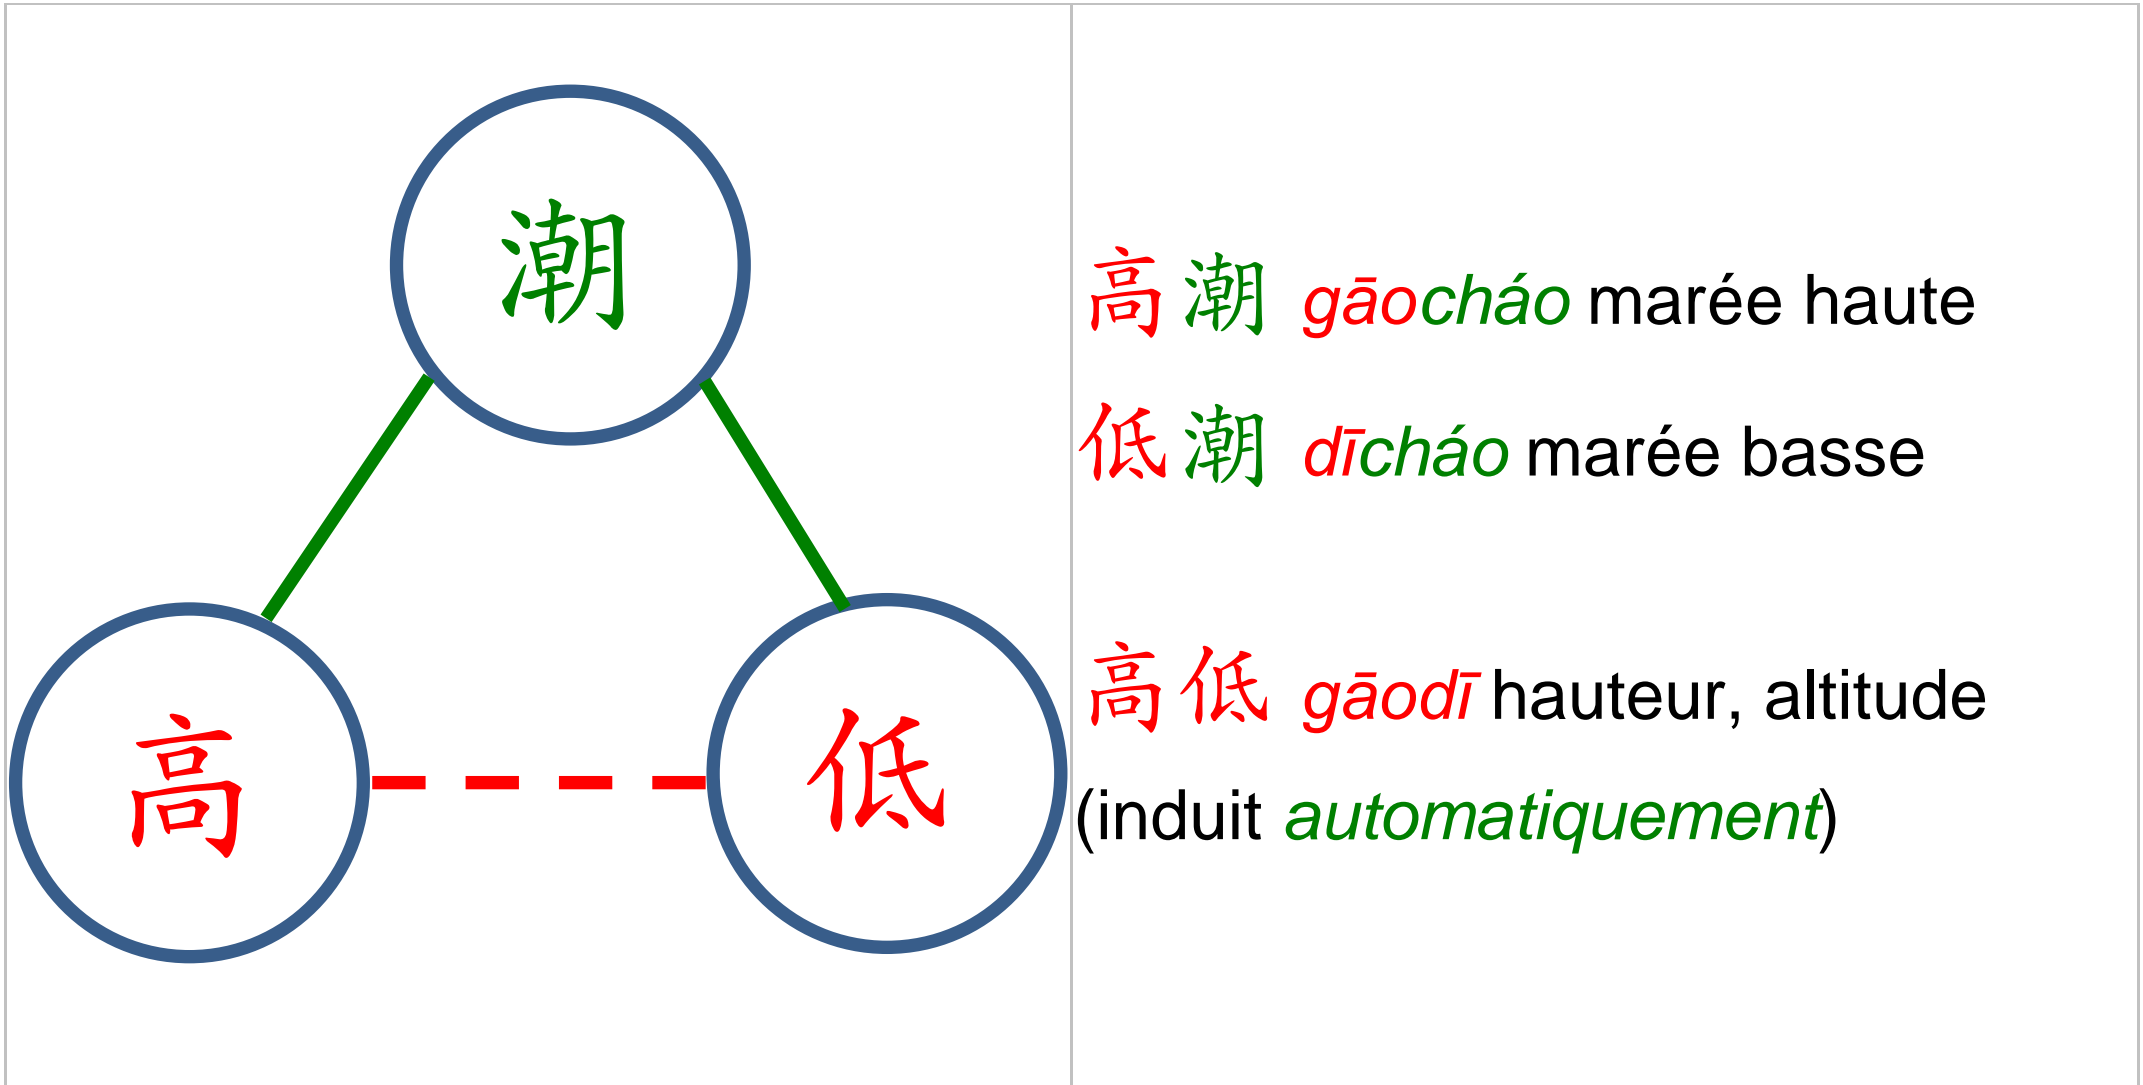 潮
高
低
高潮 gāocháo marée haute
低潮 dīcháo marée basse
高低 gāodī hauteur, altitude
(induit automatiquement)